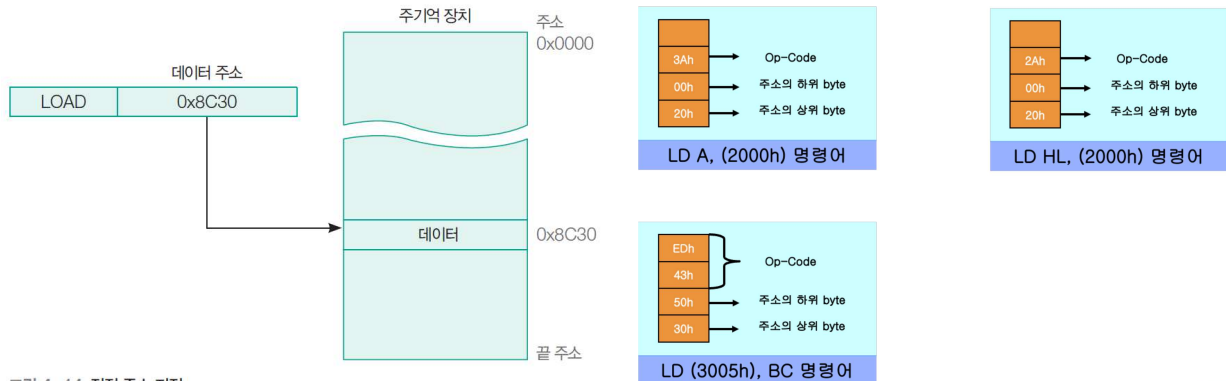 주기억 장치
주소
0x0000
데이터 주소
LOAD 0x8C30
데이터 0x8C30
끝 주소
3Ah Op-Code
00h 주소의 하위 byte
20h 주소의 상위 byte
LD A, (2000h) 명령어
2Ah Op-Code
00h 주소의 하위 byte
20h 주소의 상위 byte
LD HL, (2000h) 명령어
EDh
43h
Op-Code
50h 주소의 하위 byte
30h 주소의 상위 byte
LD (3005h), BC 명령어